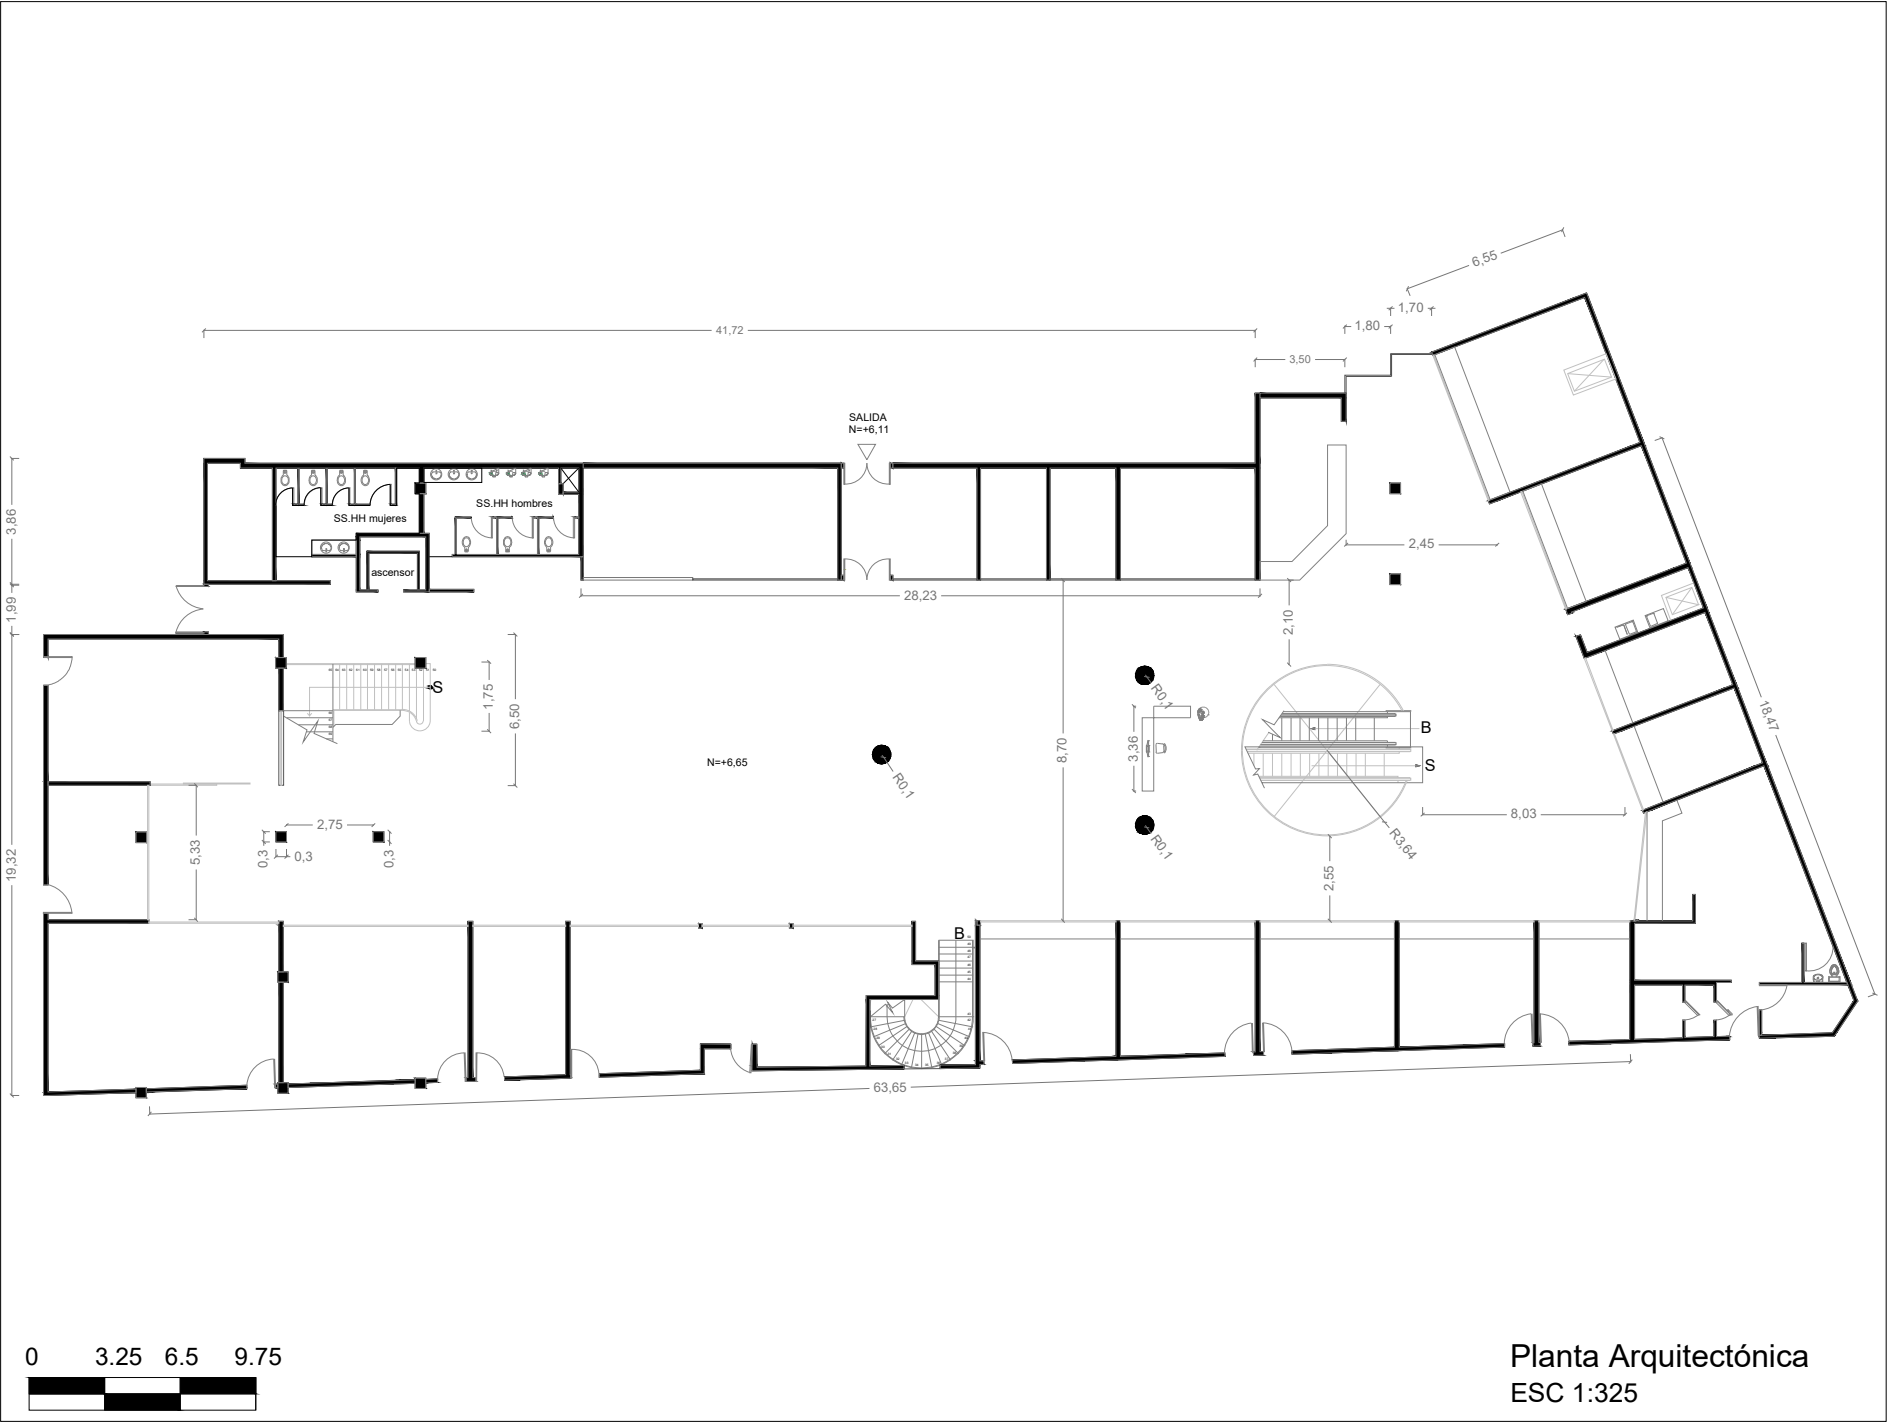 6,55
1,70
1,80
41,72
3,50
SALIDA
N=+6,11
3,86
SS.HH mujeres
SS.HH hombres
ascensor
2,45
1,99
28,23
2,10
S
1,75
6,50
R0,1
3,36
8,70
B
S
18,47
N=+6,65
R0,1
8,03
2,75
0,3
0,3
0,3
5,33
R0,1
R3,64
19,32
2,55
B
63,65
0 3.25 6.5 9.75
Planta Arquitectónica
ESC 1:325